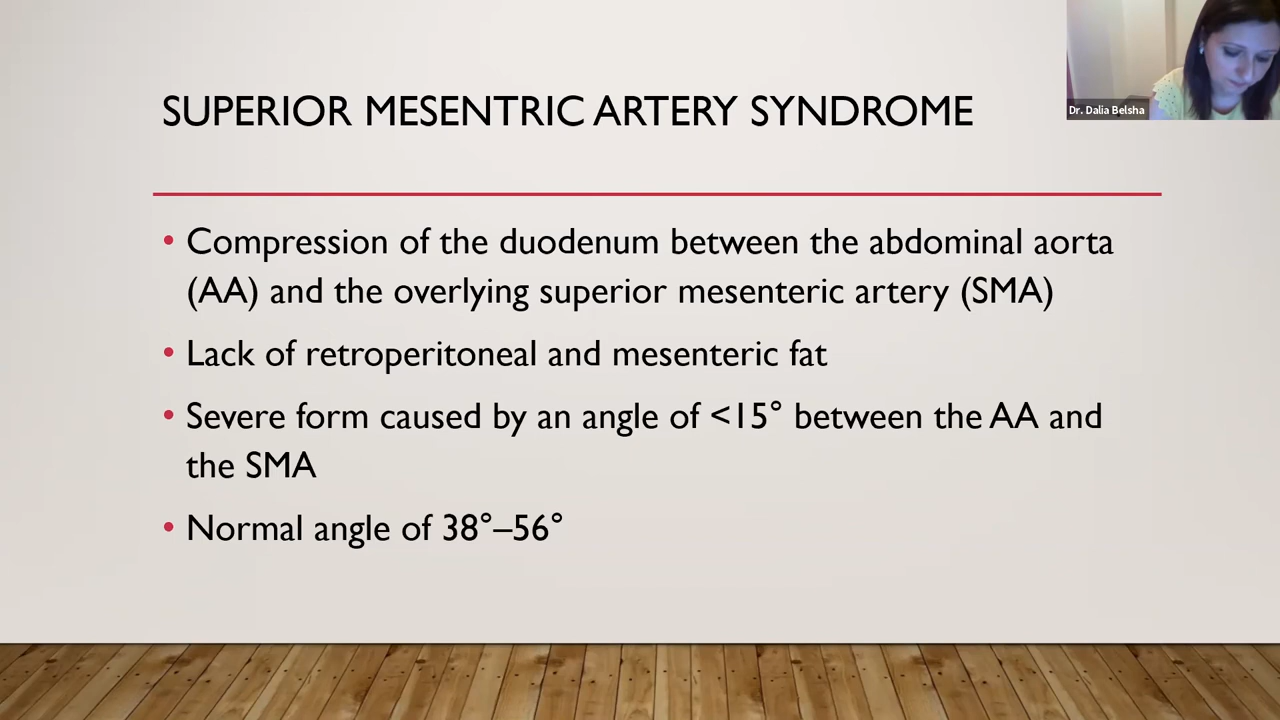 SUPERIOR MESENTRIC ARTERY SYNDROME
Dr. Dalia Belsha
• Compression of the duodenum between the abdominal aorta
(AA) and the overlying superior mesenteric artery (SMA)
• Lack of retroperitoneal and mesenteric fat
• Severe form caused by an angle of <15° between the AA and
the SMA
• Normal angle of 38°–56°